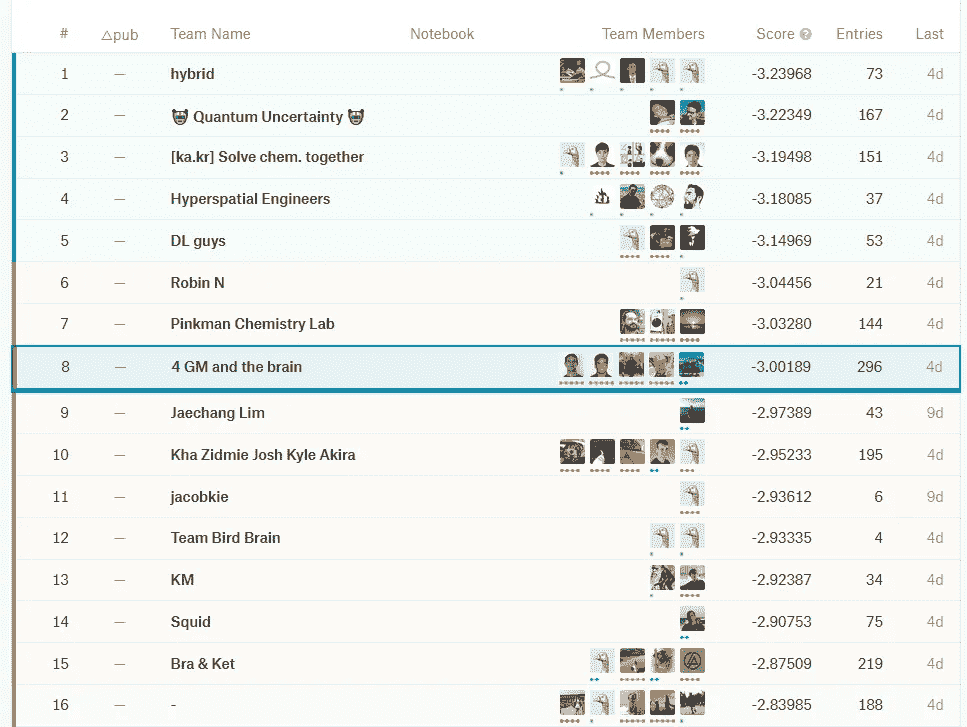 # △pub Team Name Notebook Team Members Score ? Entries Last
1 — hybrid -3.23968 73 4d
2 — Quantum Uncertainty -3.22349 167 4d
3 — [ka.kr] Solve chem. together -3.19498 151 4d
4 — Hyperspatial Engineers -3.18085 37 4d
5 — DL guys -3.14969 53 4d
6 — Robin N -3.04456 21 4d
7 — Pinkman Chemistry Lab -3.03280 144 4d
8 — 4 GM and the brain -3.00189 296 4d
9 — Jaechang Lim -2.97389 43 9d
10 — Kha Zidmie Josh Kyle Akira -2.95233 195 4d
11 — jacobkie -2.93612 6 9d
12 — Team Bird Brain -2.93335 4 4d
13 — KM -2.92387 34 4d
14 — Squid -2.90753 75 4d
15 — Bra & Ket -2.87509 219 4d
16 — - -2.83985 188 4d